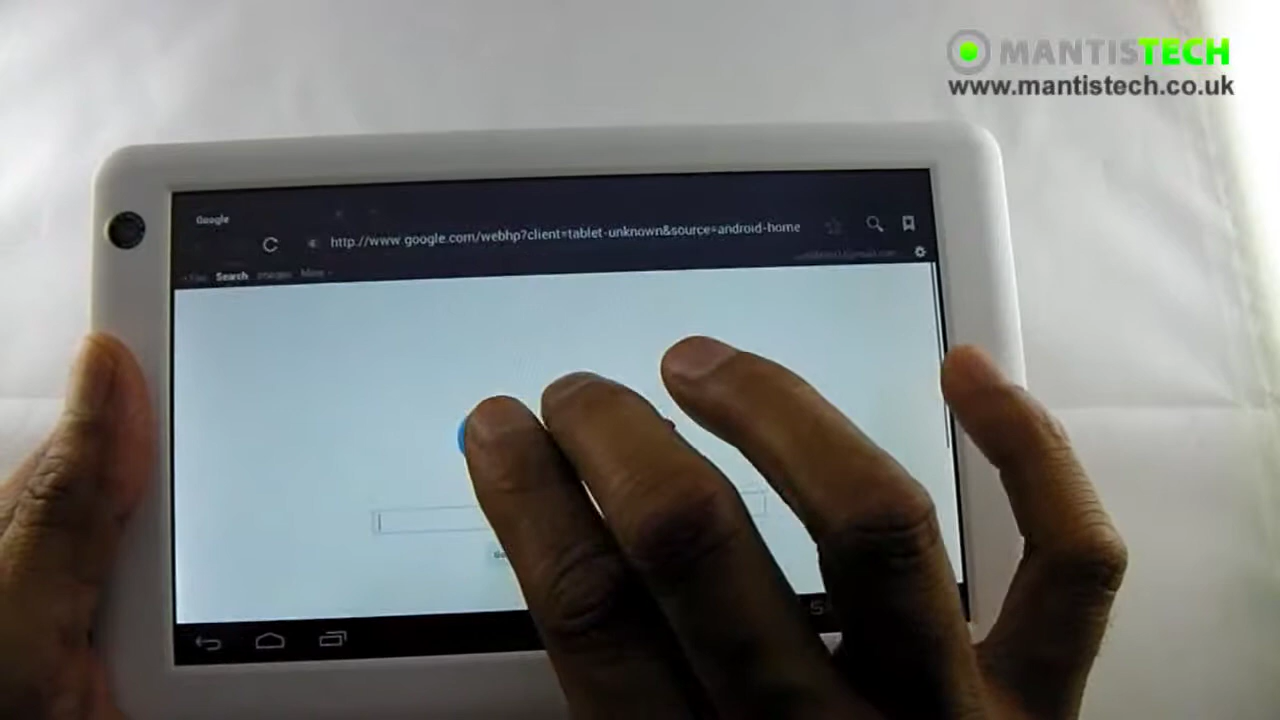 MANTISTECH
www.mantistech.co.uk
Google
http://www.google.com/webhp?client=tablet-unknown&source=android-home
Search Images More